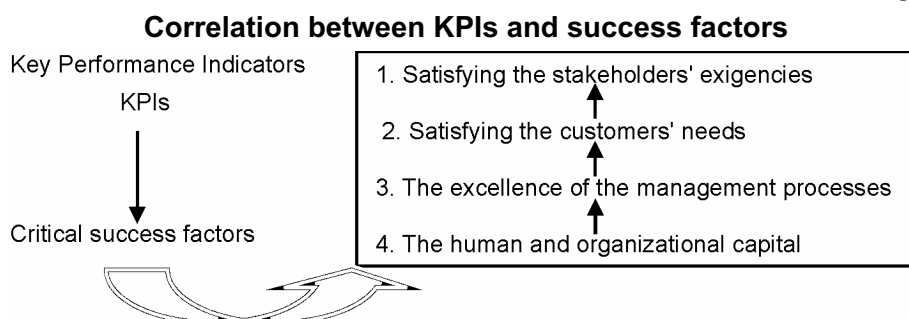 Correlation between KPIs and success factors
Key Performance Indicators
KPIs
Critical success factors
1. Satisfying the stakeholders' exigencies
2. Satisfying the customers' needs
3. The excellence of the management processes
4. The human and organizational capital